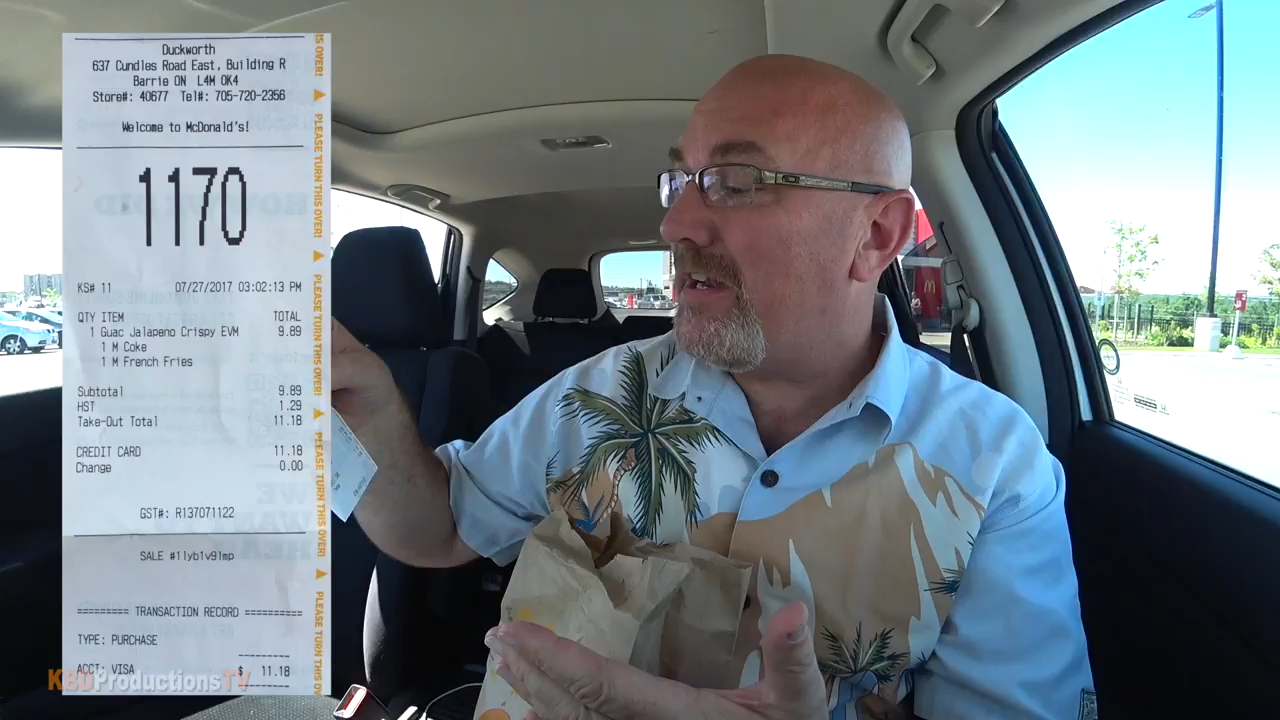 Duckworth
637 Cundles Road East, Building R
Barrie ON L4M 0K4
Store#: 40677 Tel#: 705-720-2356
Welcome to McDonald's!
1170
KS# 11 07/27/2017 03:02:13 PM
QTY ITEM TOTAL
1 Guac Jalapeno Crispy EVM 9.89
1 M Coke
1 M French Fries
Subtotal 9.89
HST 1.29
Take-Out Total 11.18
CREDIT CARD 11.18
Change 0.00
GST#: R137071122
SALE #11yb1v91mp
======== TRANSACTION RECORD =========
TYPE: PURCHASE
ACCT: VISA $ 11.18
IS OVER!
PLEASE TURN THIS OVER!
PLEASE TURN THIS OVER!
PLEASE TURN THIS OVER!
PLEASE TURN THIS OV
KBDProductionsTV